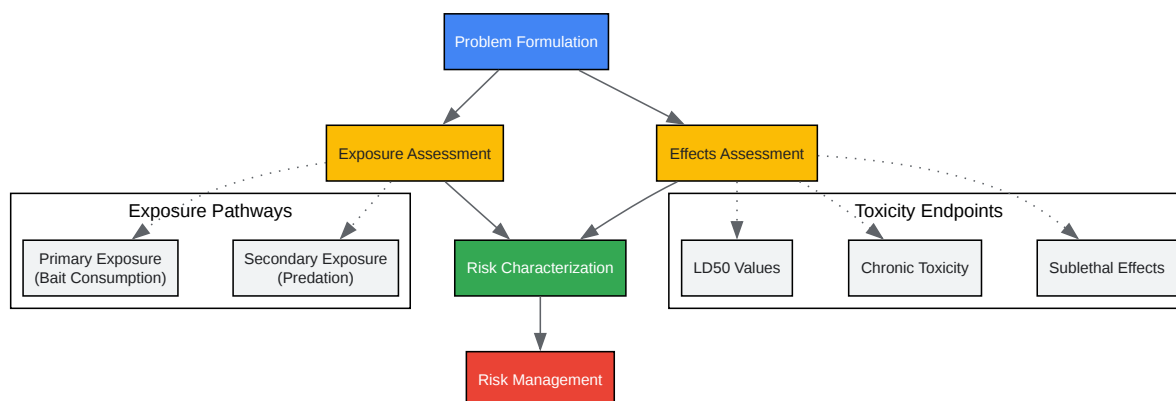 Problem Formulation
Exposure Assessment
Effects Assessment
Exposure Pathways
Toxicity Endpoints
Primary Exposure
(Bait Consumption)
Secondary Exposure
(Predation)
Risk Characterization
LD50 Values
Chronic Toxicity
Sublethal Effects
Risk Management